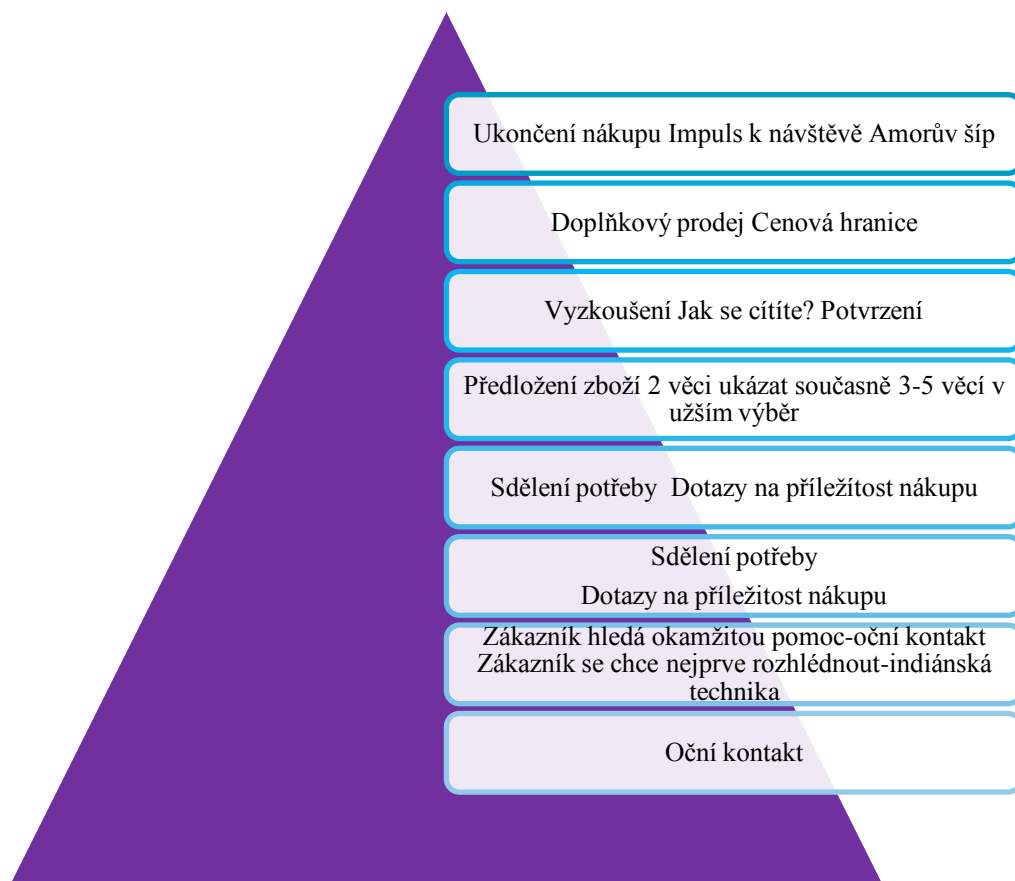 Ukončení nákupu Impuls k návštěvě Amorův šíp
Doplňkový prodej Cenová hranice
Vyzkoušení Jak se cítíte? Potvrzení
Předložení zboží 2 věci ukázat současně 3-5 věcí v
užším výběr
Sdělení potřeby  Dotazy na příležítost nákupu
Sdělení potřeby
Dotazy na příležitost nákupu
Zákazník hledá okamžitou pomoc-oční kontakt
Zákazník se chce nejprve rozhlédnout-indiánská
technika
Oční kontakt